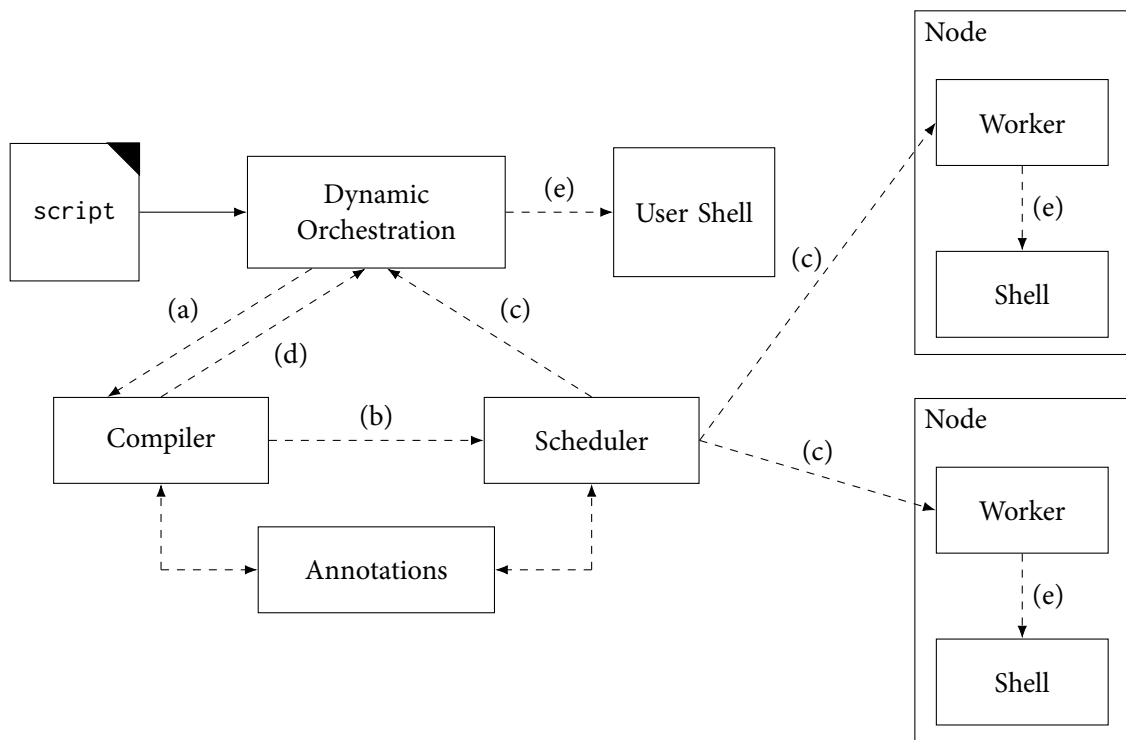 Node
Worker
(e)
Shell
script
Dynamic
Orchestration
(e)
User Shell
(a)
(d)
(c)
(c)
Compiler
(b)
Scheduler
(c)
Annotations
Node
Worker
(e)
Shell